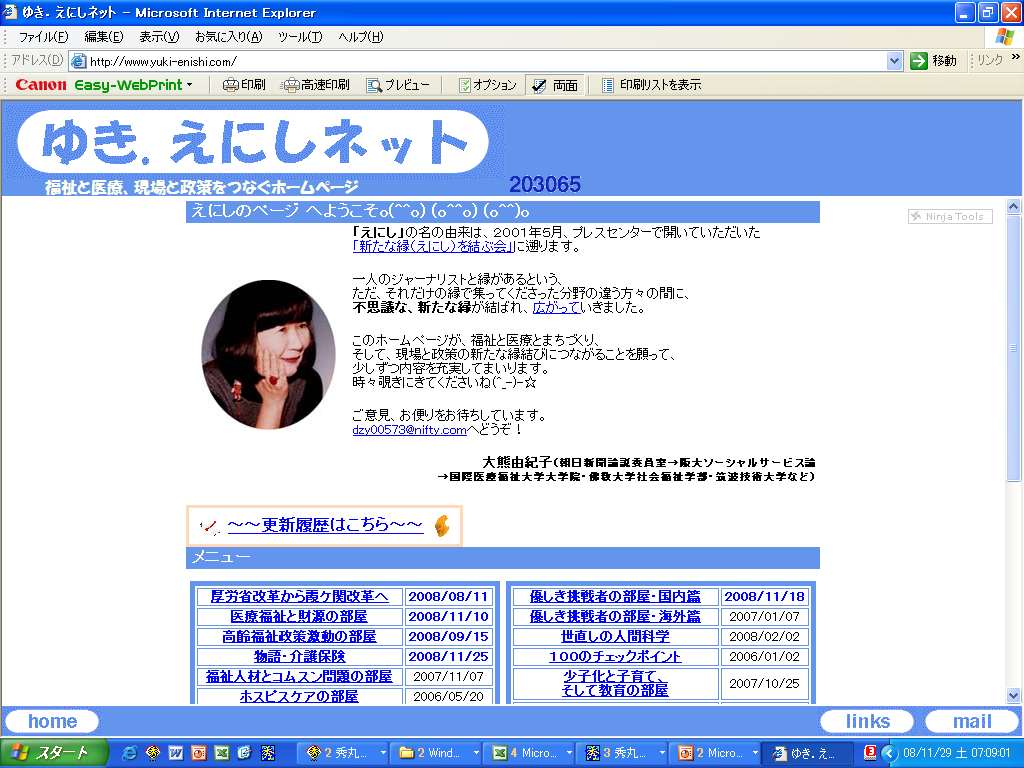 ゆき．えにしネット - Microsoft Internet Explorer
ファイル(F) 編集(E) 表示(V) お気に入り(A) ツール(T) ヘルプ(H)
アドレス(D) http://www.yuki-enishi.com/ 移動 リンク »
Canon Easy-WebPrint 印刷 高速印刷 プレビュー オプション 両面 印刷リストを表示
ゆき．えにしネット
福祉と医療、現場と政策をつなぐホームページ 203065
えにしのページ へようこそo(^^o) (o^^o) (o^^)o
Ninja Tools
「えにし」の名の由来は、２００１年５月、プレスセンターで開いていただいた
「新たな縁（えにし）を結ぶ会」に遡ります。
一人のジャーナリストと縁があるという、
ただ、それだけの縁で集ってくださった分野の違う方々の間に、
不思議な、新たな縁が結ばれ、広がっていきました。
このホームページが、福祉と医療とまちづくり、
そして、現場と政策の新たな縁結びにつながることを願って、
少しずつ内容を充実してまいります。
時々覗きにきてくださいね(^_-)-☆
ご意見、お便りをお待ちしています。
dzy00573@nifty.comへどうぞ！
大熊由紀子（朝日新聞論説委員室→阪大ソーシャルサービス論
→国際医療福祉大学大学院・佛教大学社会福祉学部・筑波技術大学など）
～～更新履歴はこちら～～
メニュー
厚労省改革から霞ケ関改革へ 2008/08/11
医療福祉と財源の部屋 2008/11/10
高齢福祉政策激動の部屋 2008/09/15
物語・介護保険 2008/11/25
福祉人材とコムスン問題の部屋 2007/11/07
ホスピスケアの部屋 2006/05/20
優しき挑戦者の部屋・国内篇 2008/11/18
優しき挑戦者の部屋・海外篇 2007/01/07
世直しの人間科学 2008/02/02
１００のチェックポイント 2006/01/02
少子化と子育て、
そして教育の部屋 2007/10/25
home links mail
スタート 2 秀丸... 2 Wind... 4 Micro... 3 秀丸... 2 Micro... ゆき．え... 08/11/29 土 07:09:01